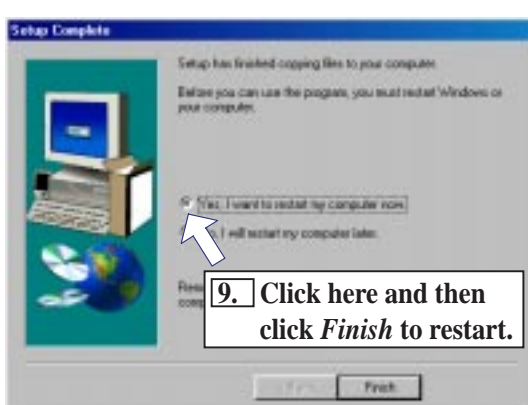 Setup Complete
Setup has finished copying files to your computer.
Before you can use the program, you must restart Windows or
your computer.
Yes, I want to restart my computer now.
I will restart my computer later.
9. Click here and then
click Finish to restart.
Finish